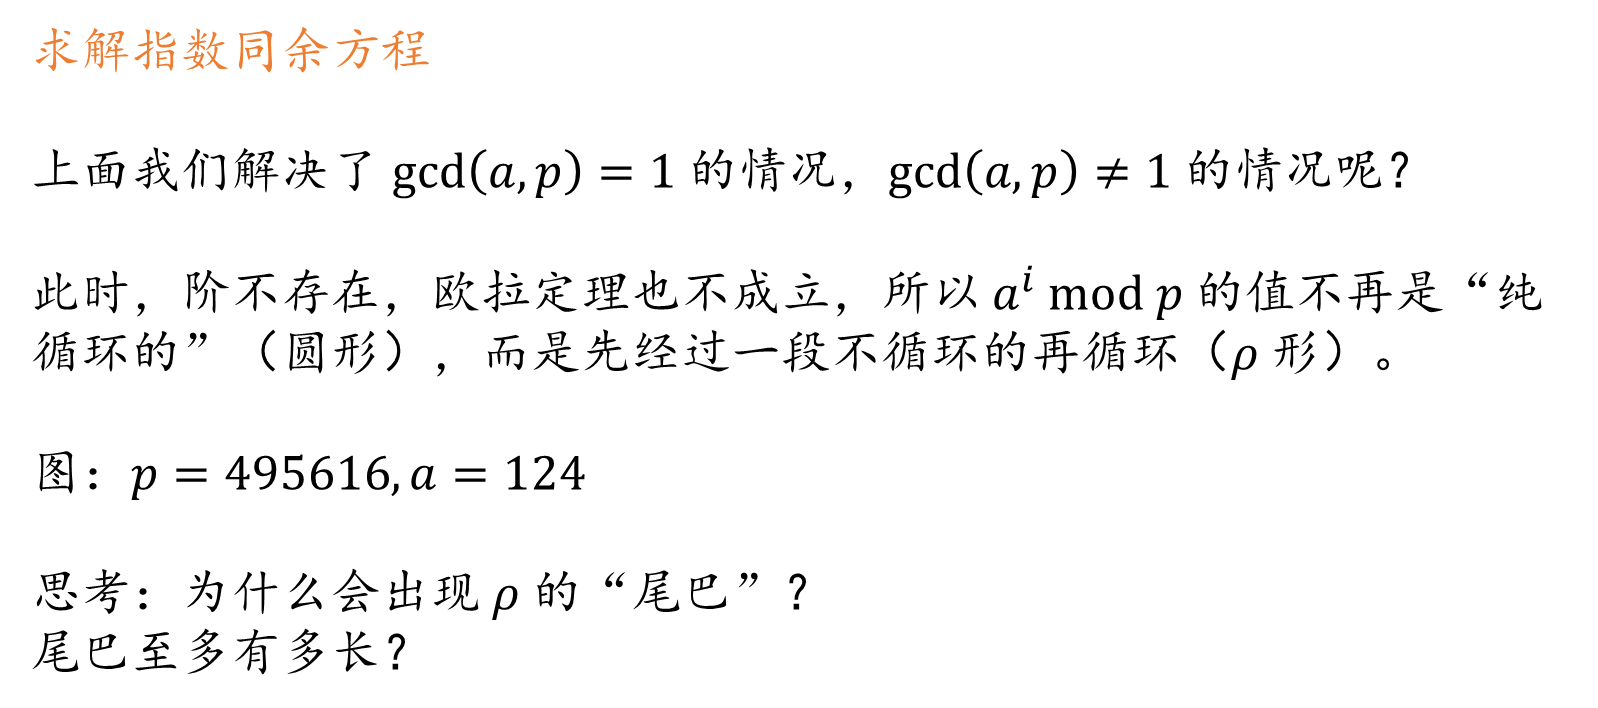 求解指数同余方程
上面我们解决了 gcd(a, p) = 1 的情况，gcd(a, p) ≠ 1 的情况呢？
此时，阶不存在，欧拉定理也不成立，所以 aⁱ mod p 的值不再是“纯
循环的”（圆形），而是先经过一段不循环的再循环（ρ 形）。
图：p = 495616, a = 124
思考：为什么会出现 ρ 的“尾巴”？
尾巴至多有多长？